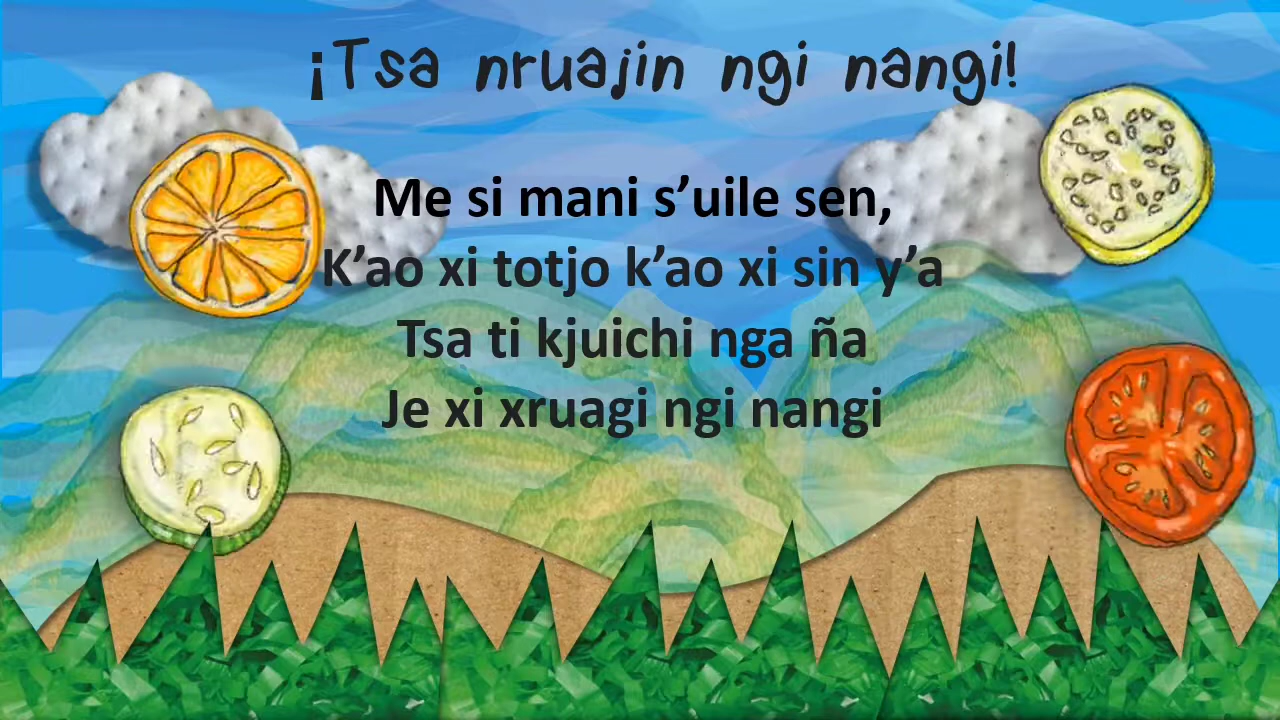 ¡Tsa nruajin ngi nangi!
Me si mani s’uile sen,
K’ao xi totjo k’ao xi sin y’a
Tsa ti kjuichi nga ña
Je xi xruagi ngi nangi